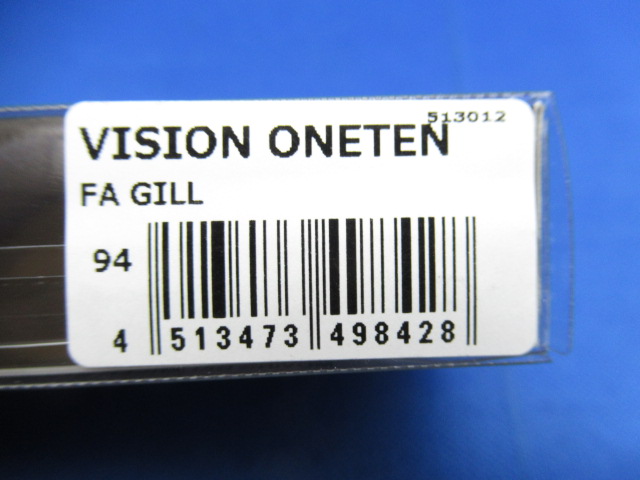 513012
VISION ONETEN
FA GILL
94
4 513473 498428